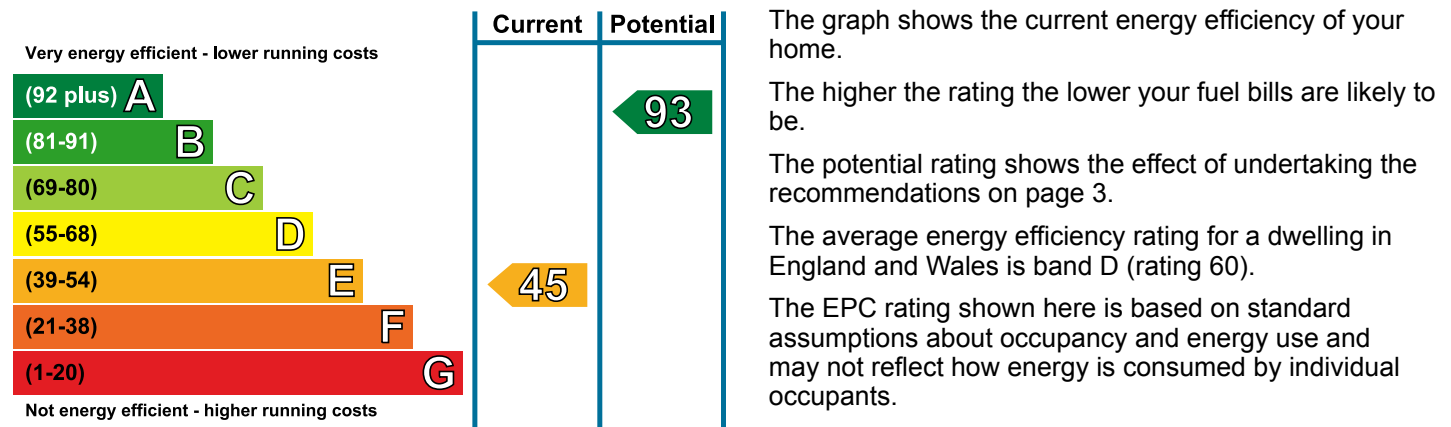 Current Potential
Very energy efficient - lower running costs
(92 plus) A
93
(81-91) B
(69-80) C
(55-68) D
(39-54) E
45
(21-38) F
(1-20) G
Not energy efficient - higher running costs
The graph shows the current energy efficiency of your
home.
The higher the rating the lower your fuel bills are likely to
be.
The potential rating shows the effect of undertaking the
recommendations on page 3.
The average energy efficiency rating for a dwelling in
England and Wales is band D (rating 60).
The EPC rating shown here is based on standard
assumptions about occupancy and energy use and
may not reflect how energy is consumed by individual
occupants.